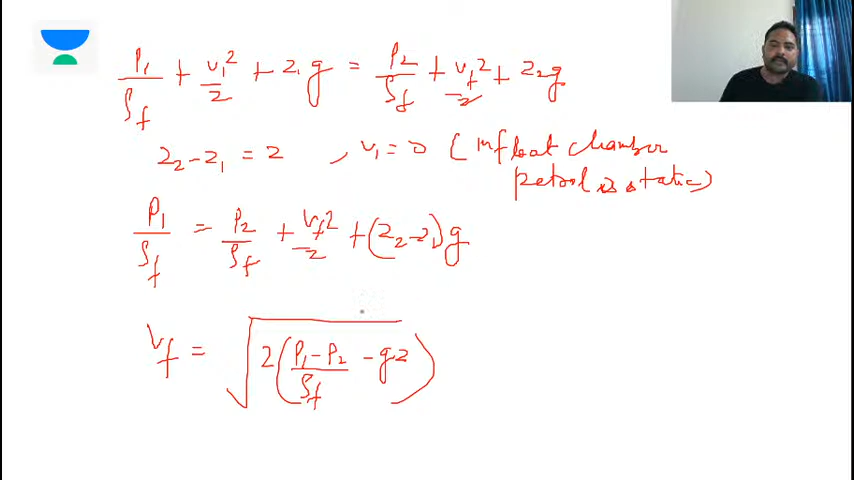 P₁/ρf + v₁²/2 + z₁g = P₂/ρf + vf²/2 + z₂g
z₂-z₁ = z , v₁ = 0 (in float chamber
petrol is static)
P₁/ρf = P₂/ρf + vf²/2 + (z₂-z₁)g
vf = √2(P₁-P₂/ρf - gz)